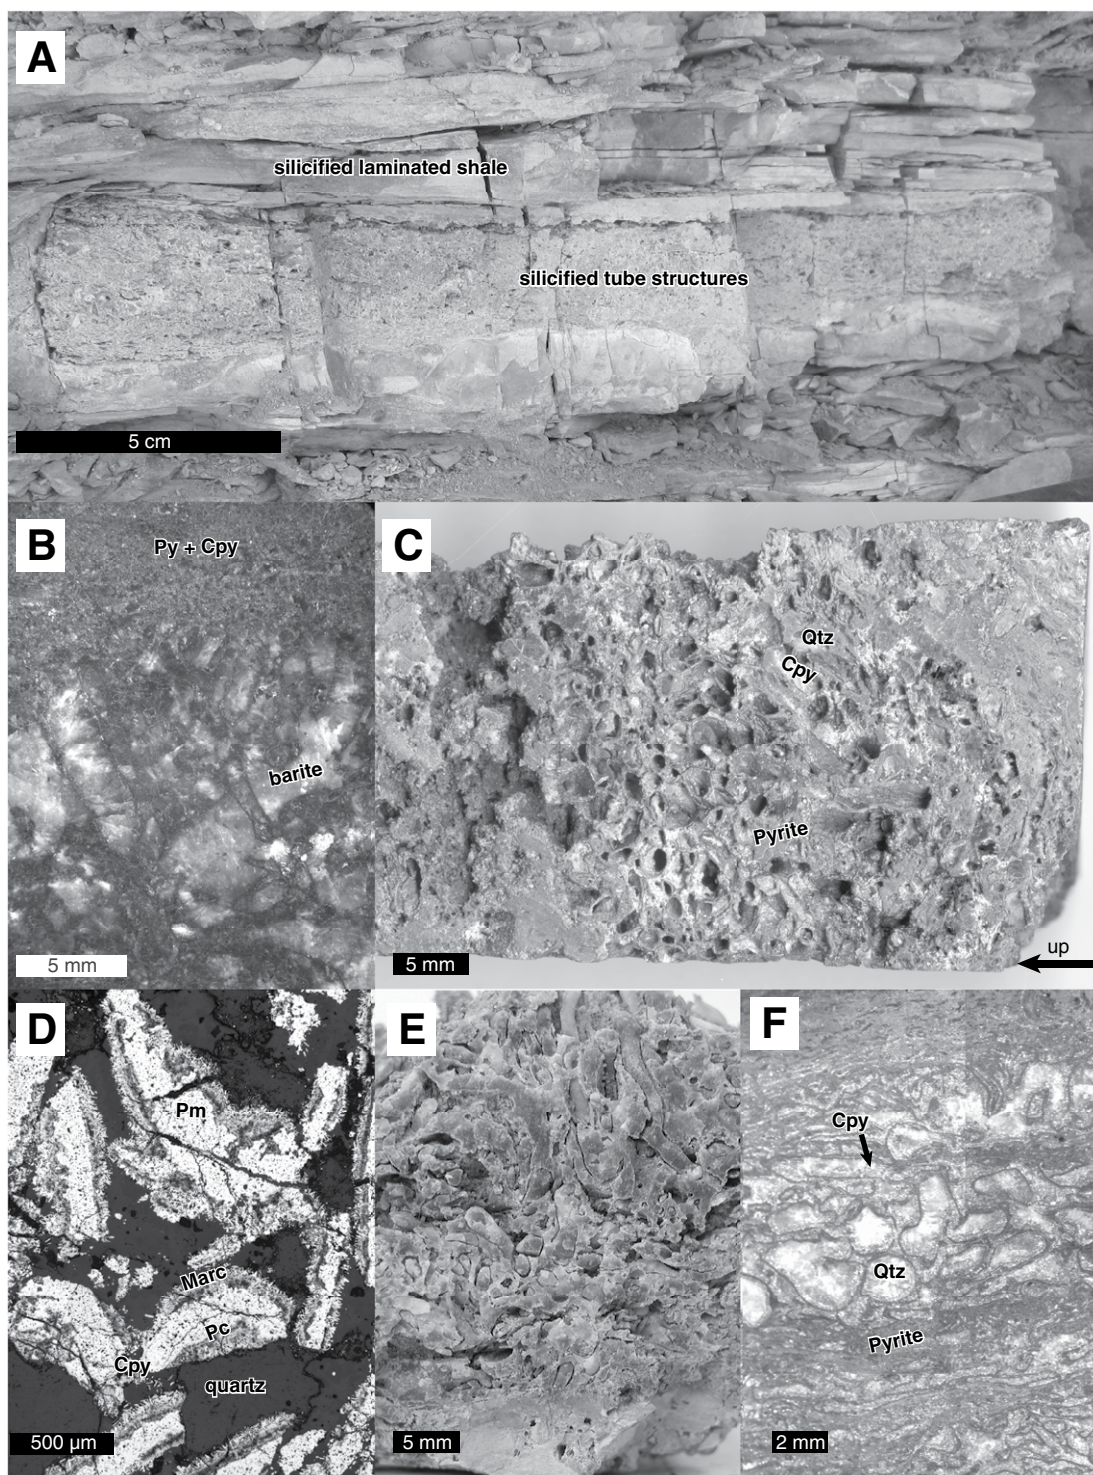 A
silicified laminated shale
silicified tube structures
5 cm
B
Py + Cpy
barite
5 mm
C
Qtz
Cpy
Pyrite
5 mm
up
D
Pm
Marc
Pc
Cpy
quartz
500 µm
E
5 mm
F
Cpy
Qtz
Pyrite
2 mm